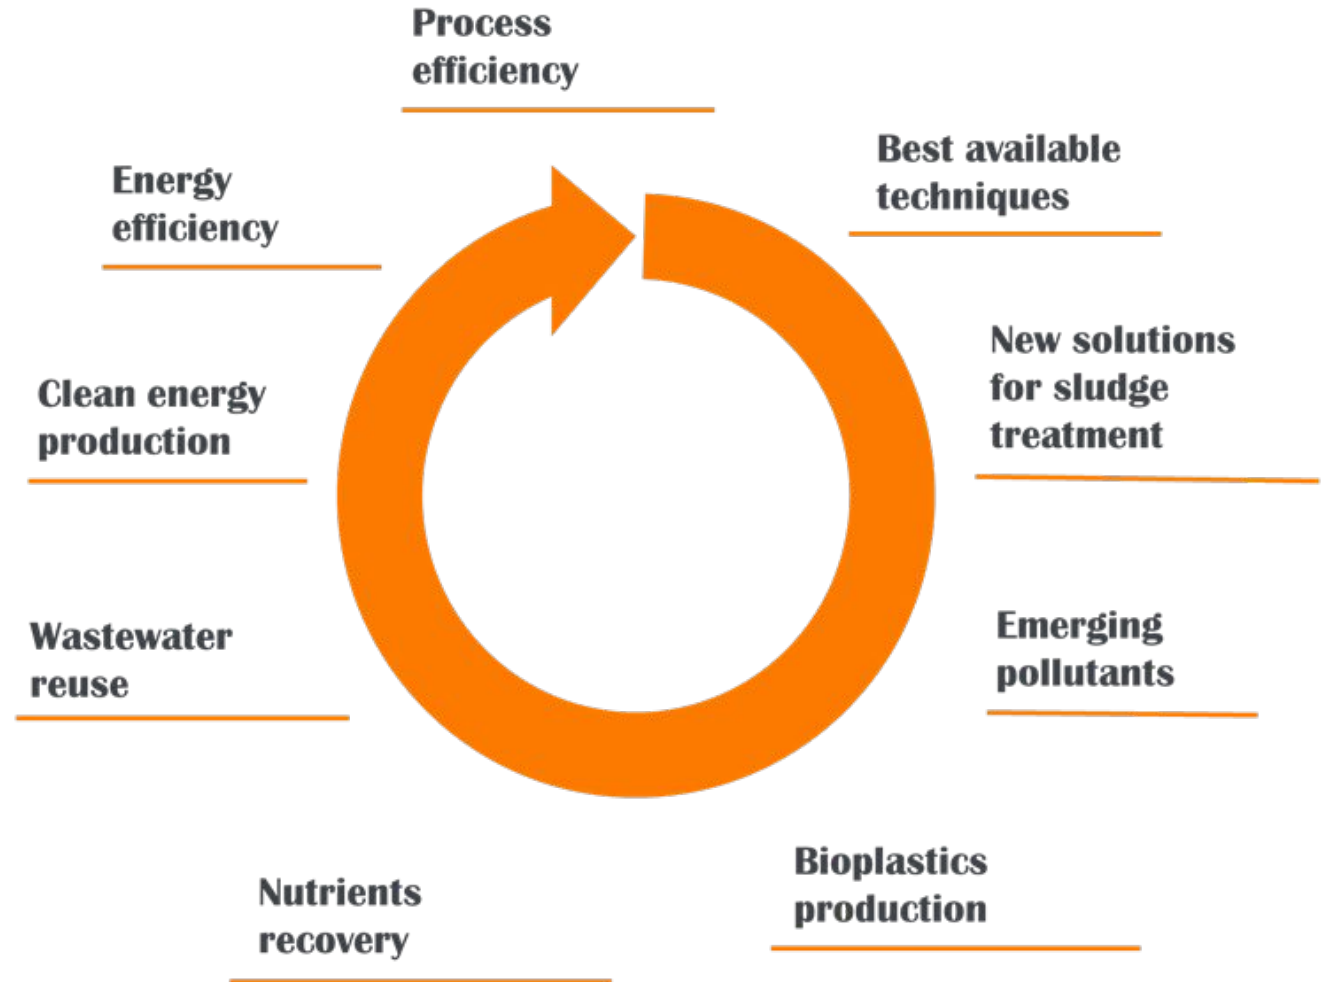 Process
efficiency
Best available
techniques
New solutions
for sludge
treatment
Emerging
pollutants
Bioplastics
production
Nutrients
recovery
Wastewater
reuse
Clean energy
production
Energy
efficiency